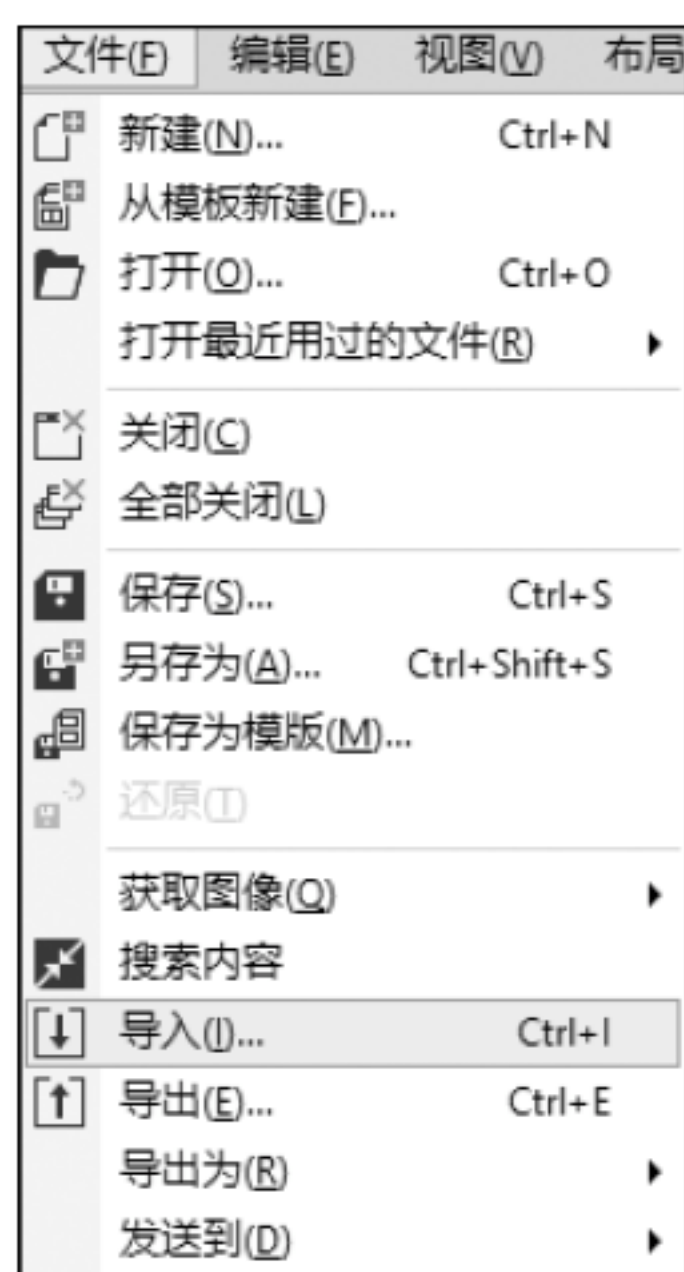 文件(F) 编辑(E) 视图(V) 布局
新建(N)... Ctrl+N
从模板新建(F)...
打开(O)... Ctrl+O
打开最近用过的文件(R)
关闭(C)
全部关闭(L)
保存(S)... Ctrl+S
另存为(A)... Ctrl+Shift+S
保存为模版(M)...
还原(T)
获取图像(Q)
搜索内容
导入(I)... Ctrl+I
导出(E)... Ctrl+E
导出为(R)
发送到(D)